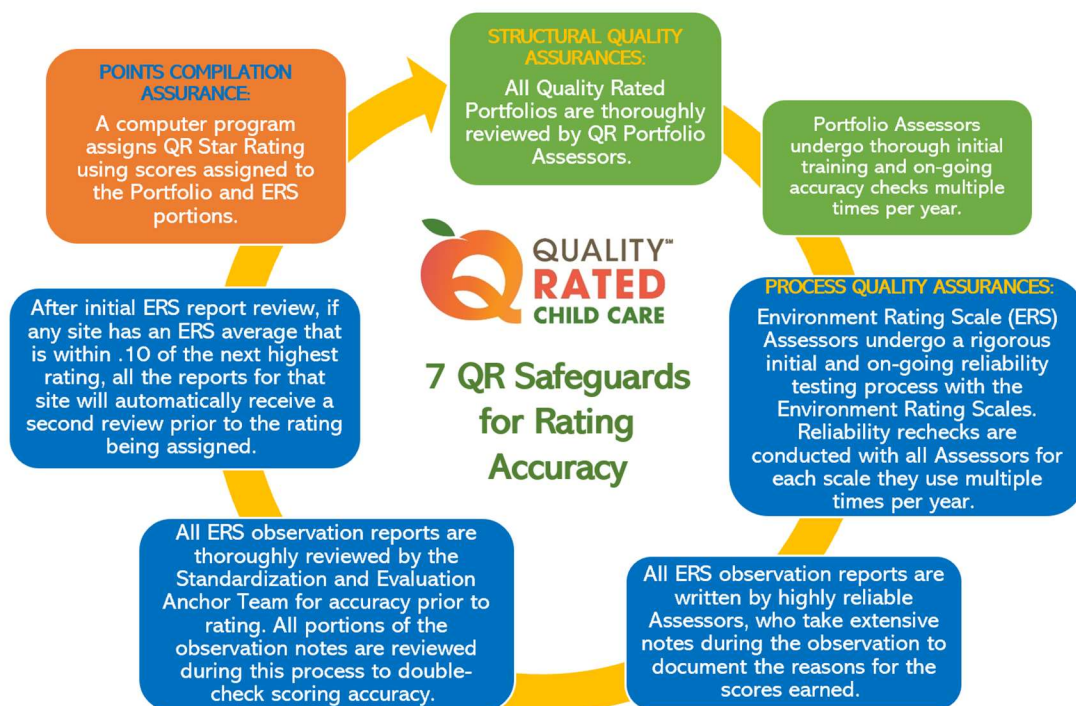 STRUCTURAL QUALITY
ASSURANCES:
All Quality Rated
Portfolios are thoroughly
reviewed by QR Portfolio
Assessors.
Portfolio Assessors
undergo thorough initial
training and on-going
accuracy checks multiple
times per year.
PROCESS QUALITY ASSURANCES:
Environment Rating Scale (ERS)
Assessors undergo a rigorous
initial and on-going reliability
testing process with the
Environment Rating Scales.
Reliability rechecks are
conducted with all Assessors for
each scale they use multiple
times per year.
All ERS observation reports are
written by highly reliable
Assessors, who take extensive
notes during the observation to
document the reasons for the
scores earned.
All ERS observation reports are
thoroughly reviewed by the
Standardization and Evaluation
Anchor Team for accuracy prior to
rating. All portions of the
observation notes are reviewed
during this process to double-
check scoring accuracy.
After initial ERS report review, if
any site has an ERS average that
is within .10 of the next highest
rating, all the reports for that
site will automatically receive a
second review prior to the rating
being assigned.
POINTS COMPILATION
ASSURANCE:
A computer program
assigns QR Star Rating
using scores assigned to
the Portfolio and ERS
portions.
QUALITY℠
RATED
CHILD CARE
7 QR Safeguards
for Rating
Accuracy